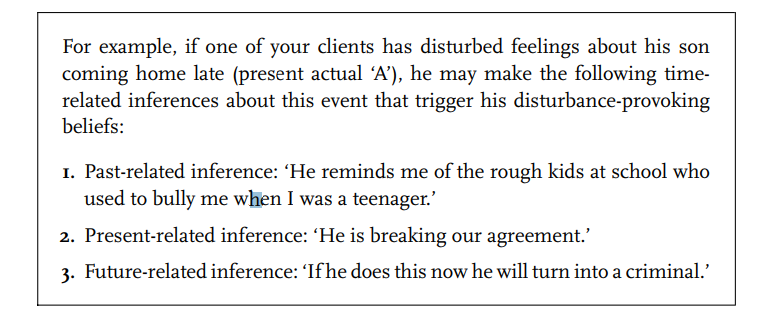 For example, if one of your clients has disturbed feelings about his son
coming home late (present actual ‘A’), he may make the following time-
related inferences about this event that trigger his disturbance-provoking
beliefs:
1. Past-related inference: ‘He reminds me of the rough kids at school who
used to bully me when I was a teenager.’
2. Present-related inference: ‘He is breaking our agreement.’
3. Future-related inference: ‘If he does this now he will turn into a criminal.’